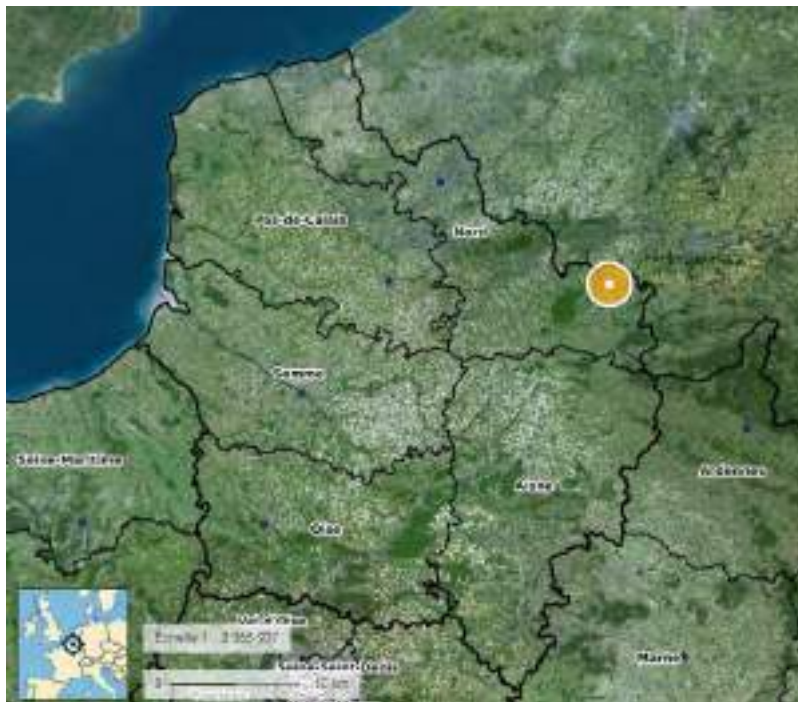 Pas-de-Calais
Nord
Somme
Seine-Maritime
Aisne
Ardennes
Oise
Val-d'Oise
Seine-Saint-Denis
Marne